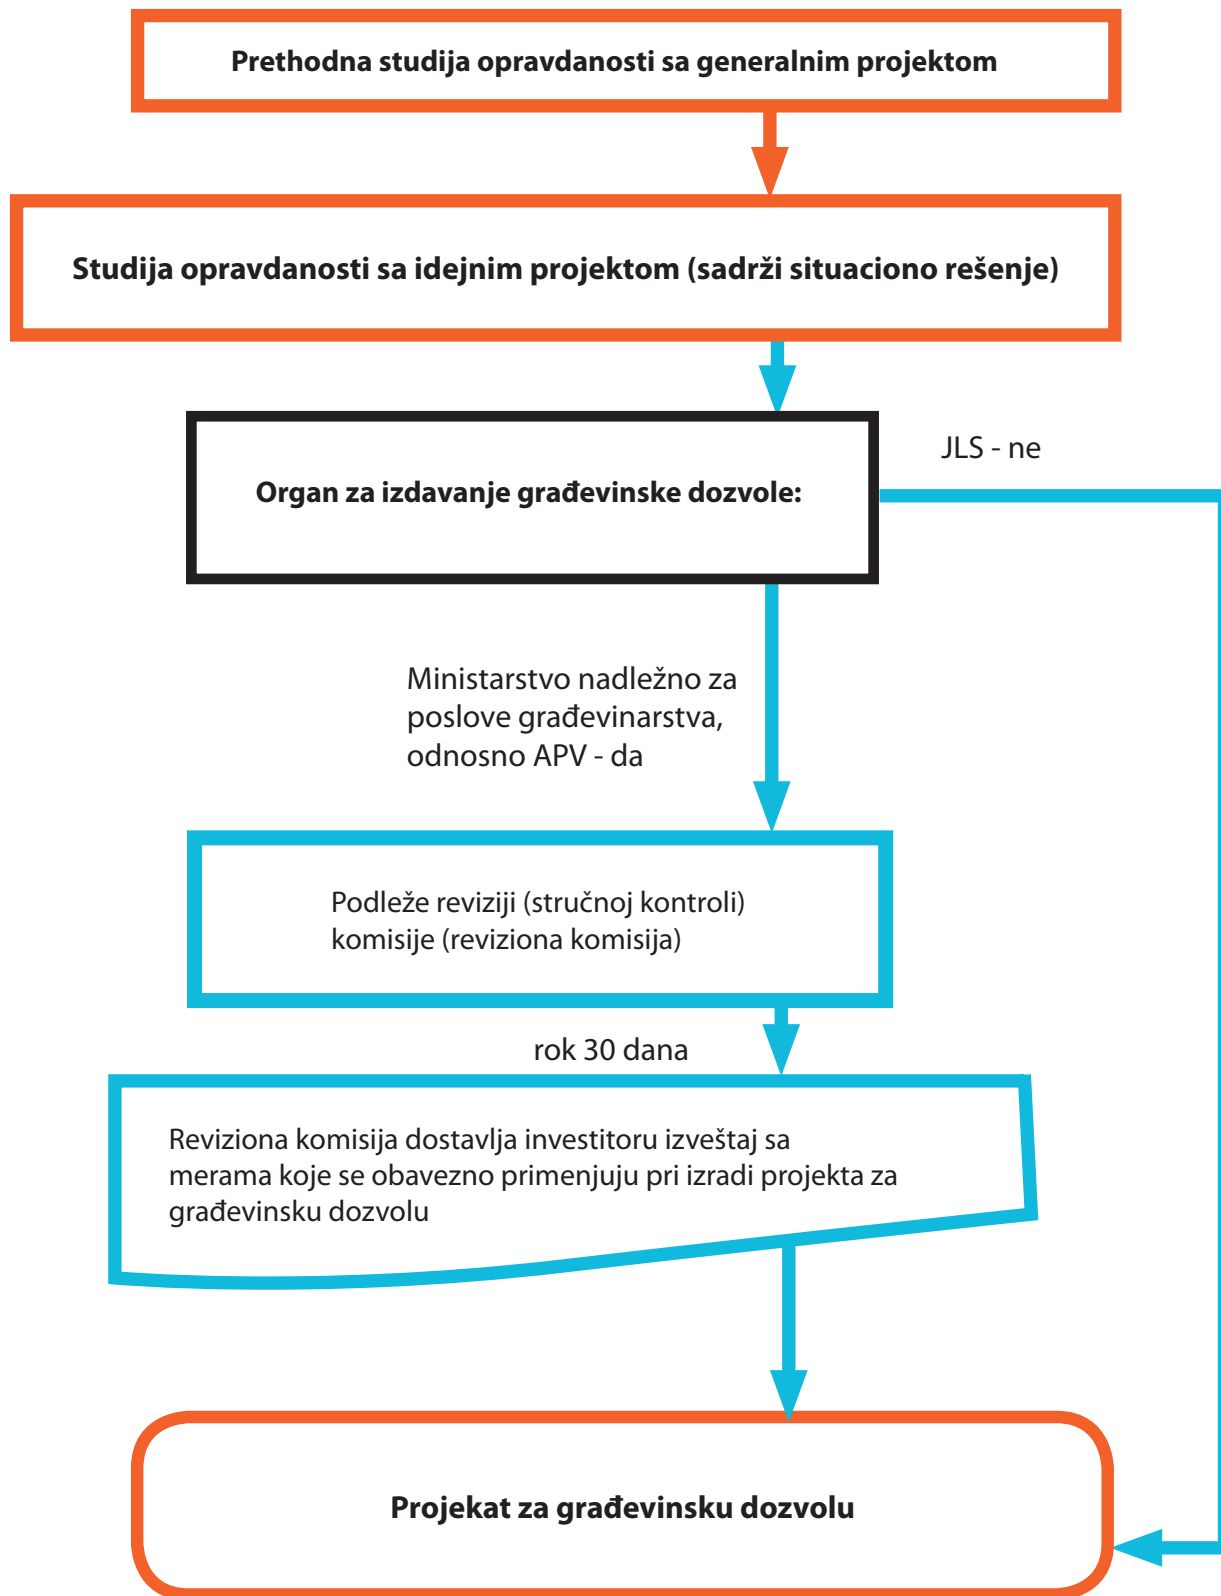 Prethodna studija opravdanosti sa generalnim projektom
Studija opravdanosti sa idejnim projektom (sadrži situaciono rešenje)
JLS - ne
Organ za izdavanje građevinske dozvole:
Ministarstvo nadležno za
poslove građevinarstva,
odnosno APV - da
Podleže reviziji (stručnoj kontroli)
komisije (reviziona komisija)
rok 30 dana
Reviziona komisija dostavlja investitoru izveštaj sa
merama koje se obavezno primenjuju pri izradi projekta za
građevinsku dozvolu
Projekat za građevinsku dozvolu